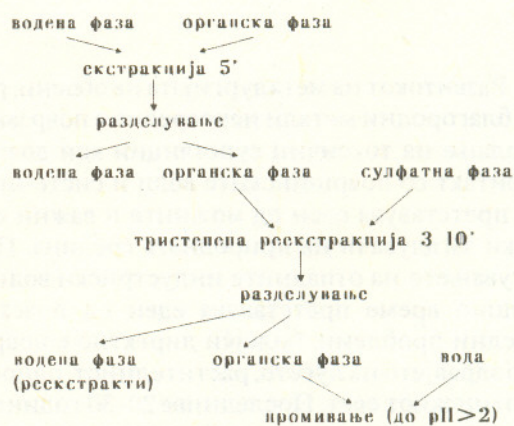 водена фаза органска фаза
екстракција 5'
разделување
водена фаза органска фаза сулфатна фаза
тристепена реекстракција 3 10'
разделување
водена фаза органска фаза вода
(реекстракти)
промивање (до pH>2)